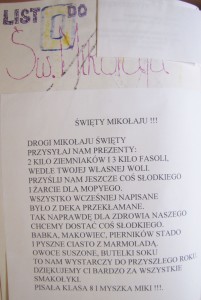 LIST DO
Św. Mikołaja
ŚWIĘTY MIKOŁAJU !!!
DROGI MIKOŁAJU ŚWIĘTY
PRZYSYŁAJ NAM PREZENTY:
2 KILO ZIEMNIAKÓW I 3 KILO FASOLI,
WEDLE TWOJEJ WŁASNEJ WOLI.
PRZYŚLIJ NAM JESZCZE COŚ SŁODKIEGO
I ŻARCIE DLA MOPYEGO.
WSZYSTKO WCZEŚNIEJ NAPISANE
BYŁO Z DEKA PRZEKŁAMANE.
TAK NAPRAWDĘ DLA ZDROWIA NASZEGO
CHCEMY DOSTAĆ COŚ SŁODKIEGO.
BABKA, MAKOWIEC, PIERNIKÓW STADO
I PYSZNE CIASTO Z MARMOLADĄ.
OWOCE SUSZONE, BUTELKI SOKU
TO NAM WYSTARCZY DO PRZYSZŁEGO ROKU.
DZIĘKUJEMY CI BARDZO ZA WSZYSTKIE
SMAKOŁYKI.
PISAŁA KLASA 8 I MYSZKA MIKI !!!.